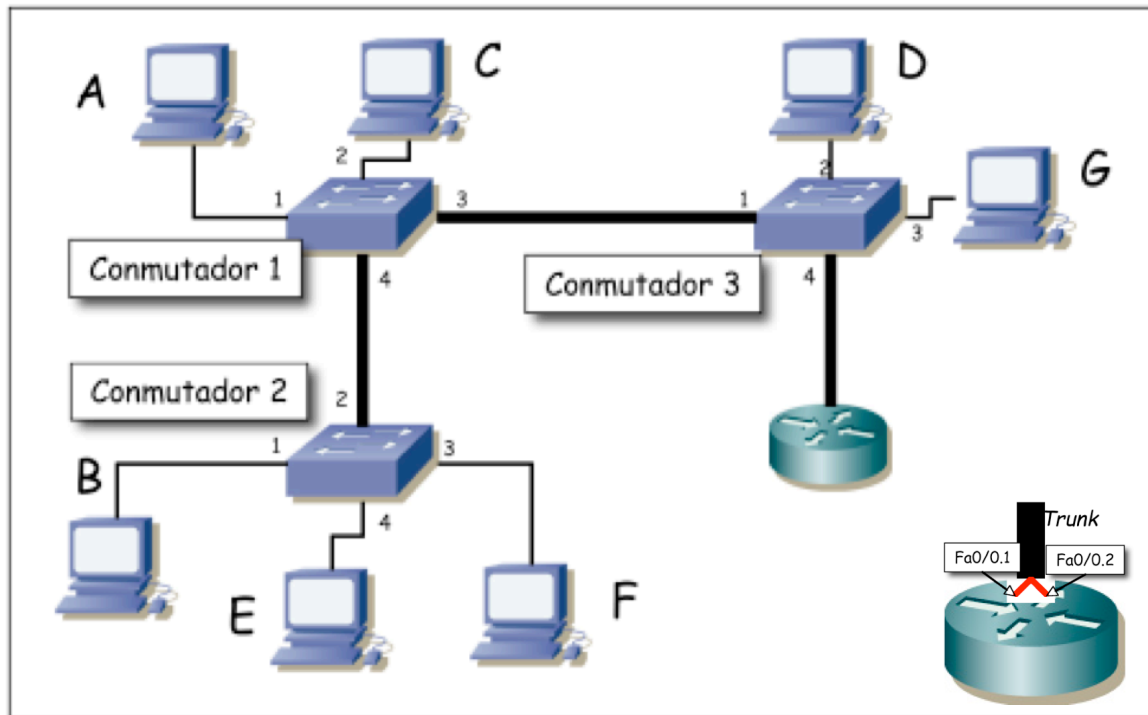 A
C
D
G
2
2
1
3
1
3
Conmutador 1
4
Conmutador 3
4
Conmutador 2
2
1
3
B
4
E
F
Trunk
Fa0/0.1
Fa0/0.2